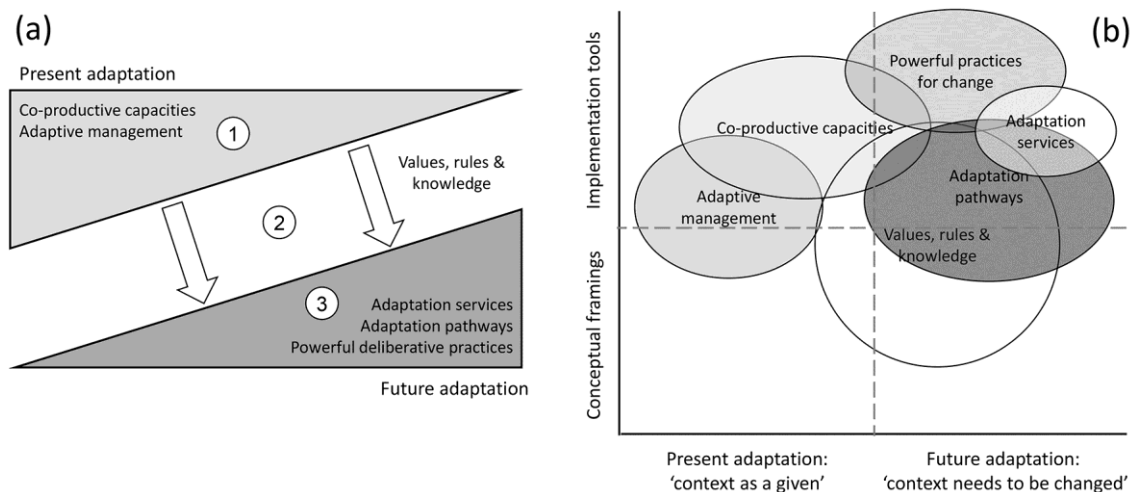 (a)
Present adaptation
Co-productive capacities
Adaptive management
1
Values, rules &
knowledge
2
3
Adaptation services
Adaptation pathways
Powerful deliberative practices
Future adaptation
(b)
Implementation tools
Conceptual framings
Powerful practices
for change
Co-productive capacities
Adaptation
services
Adaptive
management
Adaptation
pathways
Values, rules &
knowledge
Present adaptation:
‘context as a given’
Future adaptation:
‘context needs to be changed’